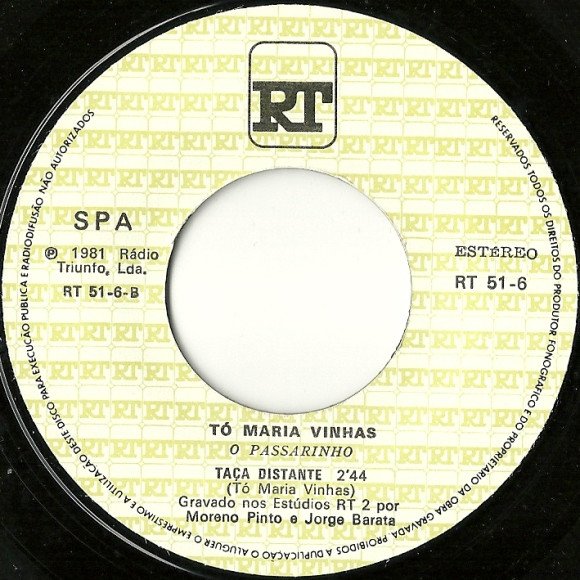 RT
SPA
℗ 1981 Rádio
Triunfo, Lda.
RT 51-6-B
ESTÉREO
RT 51-6
TÓ MARIA VINHAS
O PASSARINHO
TAÇA DISTANTE 2'44
(Tó Maria Vinhas)
Gravado nos Estúdios RT 2 por
Moreno Pinto e Jorge Barata
RESERVADOS TODOS OS DIREITOS DO PRODUTOR FONOGRÁFICO E DO PROPRIETÁRIO DA OBRA GRAVADA. PROIBIDOS A DUPLICAÇÃO O ALUGUER O EMPRÉSTIMO E A UTILIZAÇÃO DESTE DISCO PARA EXECUÇÃO PÚBLICA E RADIODIFUSÃO NÃO AUTORIZADOS